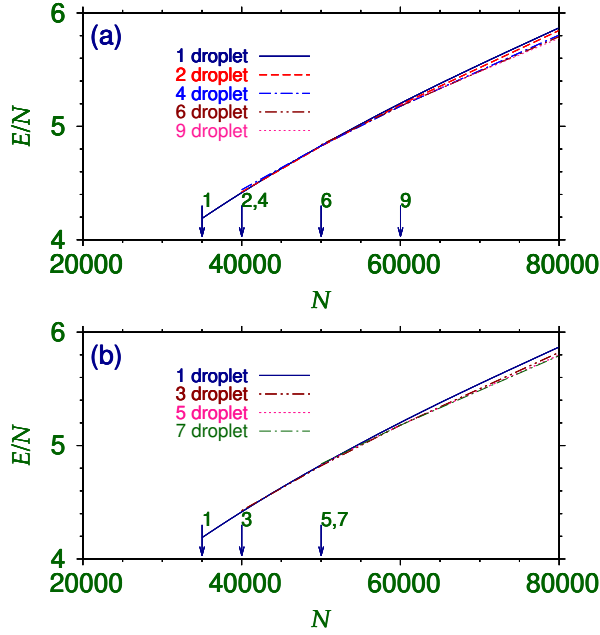 6
(a)
1 droplet
2 droplet
4 droplet
6 droplet
9 droplet
5
E/N
1 2,4 6 9
4
20000 40000 60000 80000
N
6
(b)
1 droplet
3 droplet
5 droplet
7 droplet
5
E/N
1 3 5,7
4
20000 40000 60000 80000
N